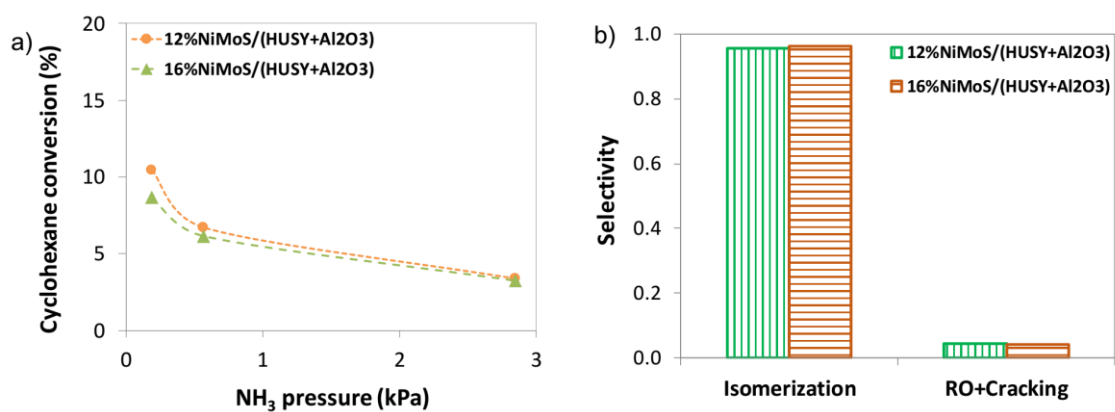 a)
Cyclohexane conversion (%)
20
15
10
5
0
12%NiMoS/(HUSY+Al2O3)
16%NiMoS/(HUSY+Al2O3)
0 1 2 3
NH₃ pressure (kPa)
b)
Selectivity
1.0
0.8
0.6
0.4
0.2
0.0
12%NiMoS/(HUSY+Al2O3)
16%NiMoS/(HUSY+Al2O3)
Isomerization RO+Cracking